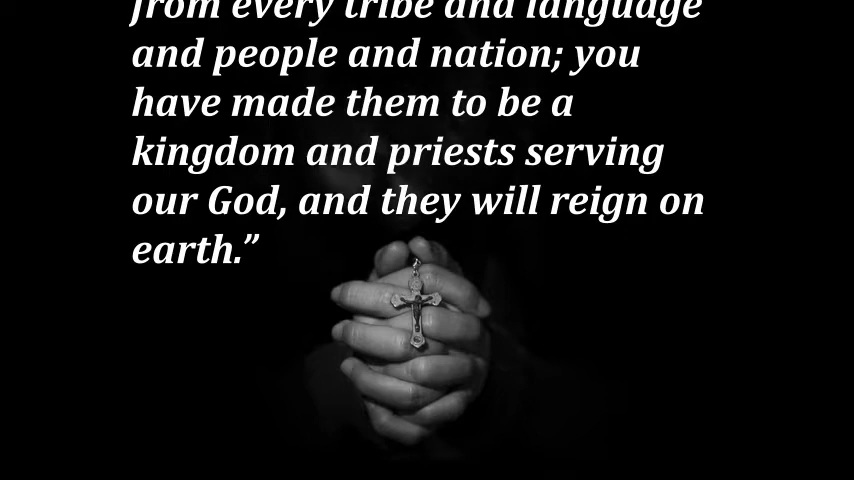 from every tribe and language
and people and nation; you
have made them to be a
kingdom and priests serving
our God, and they will reign on
earth.”